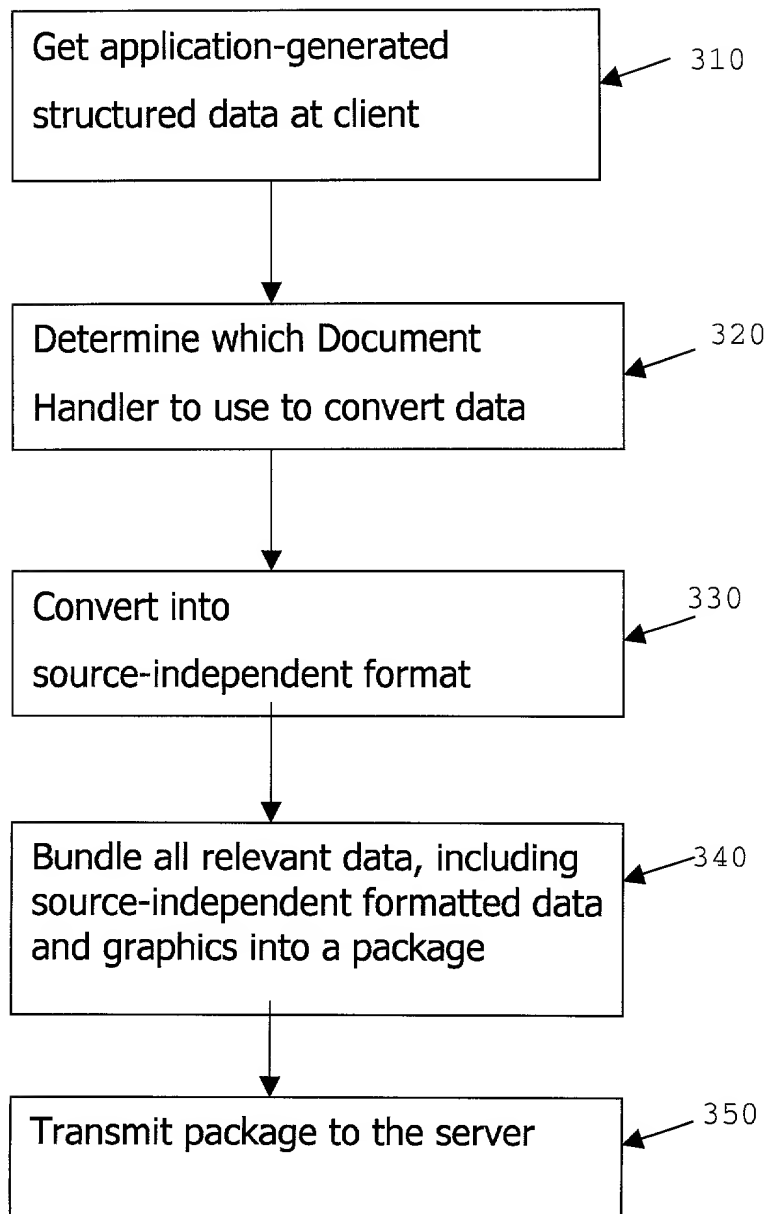 Get application-generated
structured data at client
310
Determine which Document
Handler to use to convert data
320
Convert into
source-independent format
330
Bundle all relevant data, including
source-independent formatted data
and graphics into a package
340
Transmit package to the server
350